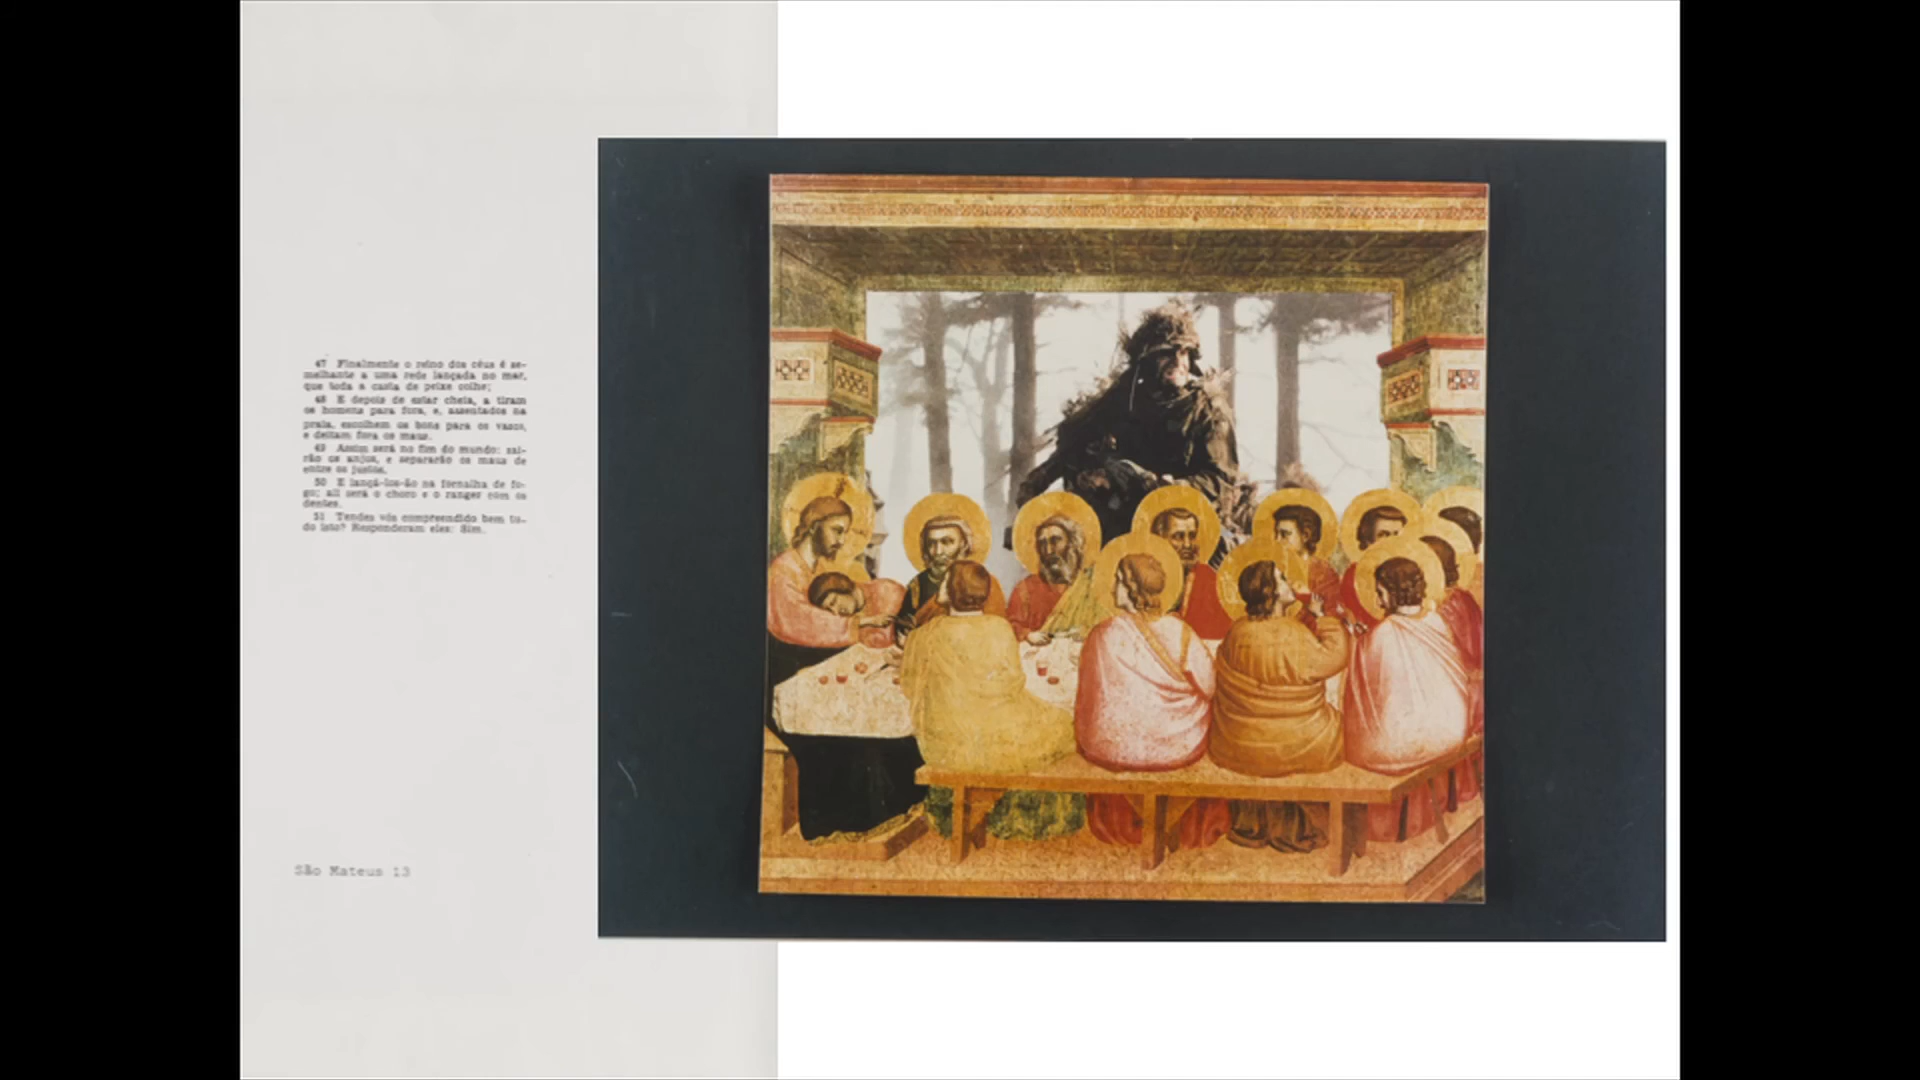 47 Finalmente o reino dos céus é se-
melhante a uma rede lançada no mar,
que toda a casta de peixe colhe;
48 E depois de estar cheia, a tiram
os homens para fora, e, assentados na
praia, escolhem os bons para os vasos,
e deitam fora os maus.
49 Assim será no fim do mundo: sai-
rão os anjos, e separarão os maus de
entre os justos.
50 E lançá-los-ão na fornalha de fo-
go; ali será o choro e o ranger com os
dentes.
51 Tendes vós compreendido bem tu-
do isto? Responderam eles: Sim.
São Mateus 13